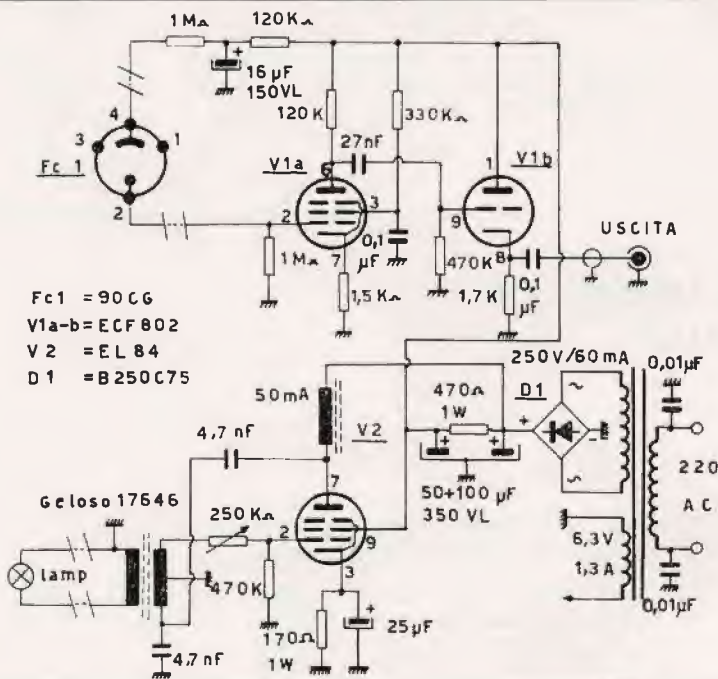 1MΩ
120KΩ
+
16µF
150VL
120K
330KΩ
27nF
4
3
1
Fc1
2
V1a
6
2
3
7
0,1
µF
1MΩ
1,5KΩ
V1b
1
9
8
470K
1,7K
0,1
µF
USCITA
Fc1 = 90CG
V1a-b = ECF802
V2 = EL84
D1 = B250C75
50mA
4,7nF
V2
470Ω
1W
+
+
50+100µF
350VL
D1
+
-
~
~
250V/60mA
0,01µF
220
AC
6,3V
1,3A
0,01µF
Geloso 17646
lamp
250KΩ
470K
4,7nF
7
2
9
3
170Ω
1W
+
25µF